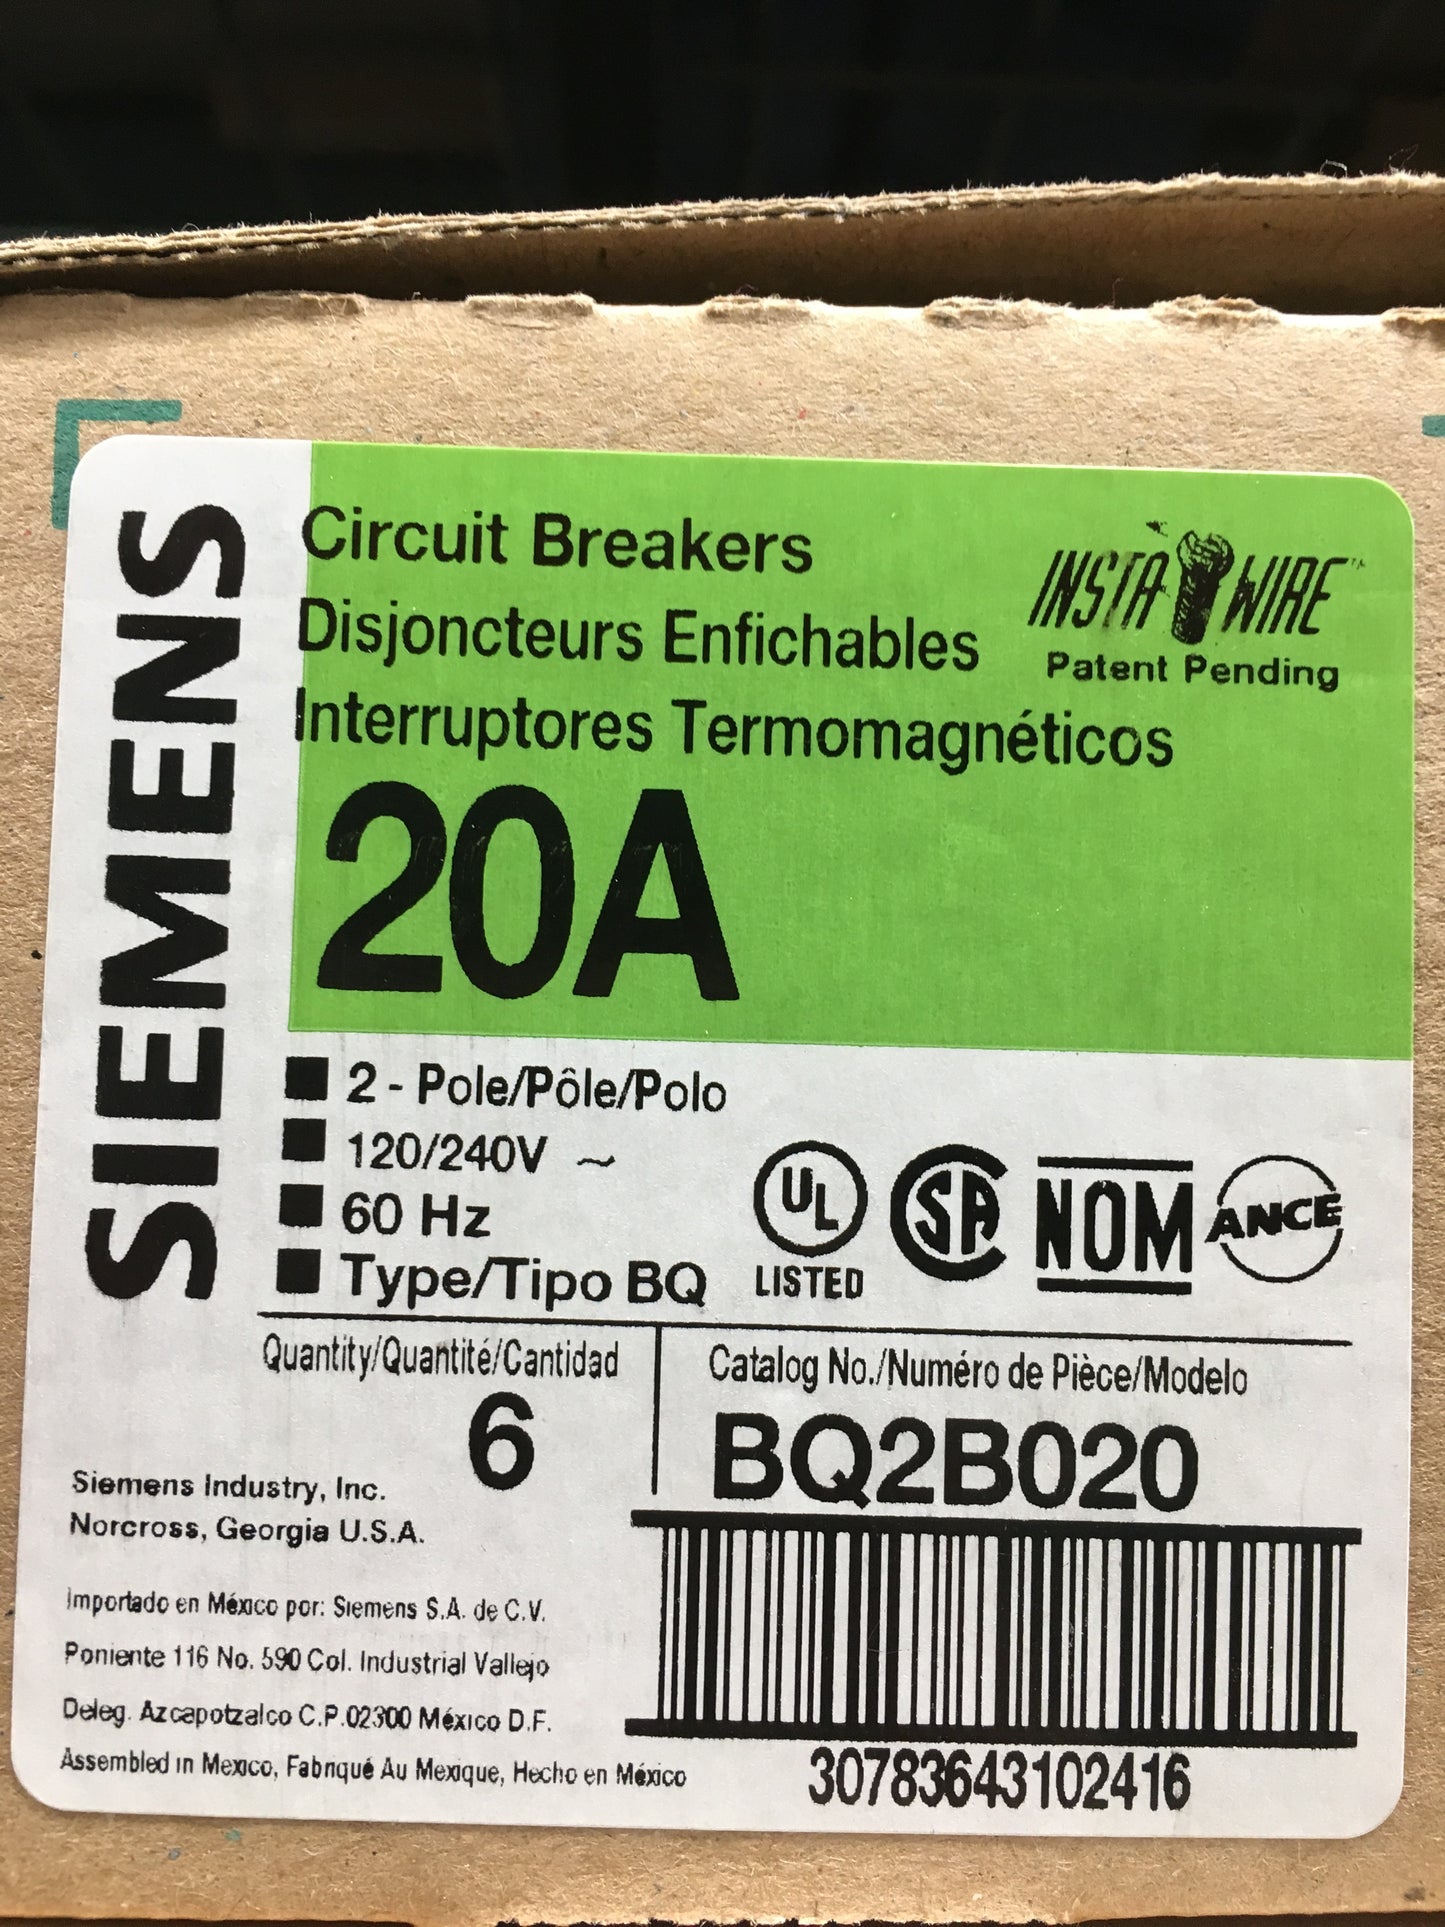 SIEMENS
Circuit Breakers
Disjoncteurs Enfichables
Interruptores Termomagnéticos
INSTA WIRE™
Patent Pending
20A
2 - Pole/Pôle/Polo
120/240V ~
60 Hz
Type/Tipo BQ
UL
LISTED
SA
NOM
ANCE
Quantity/Quantité/Cantidad
6
Catalog No./Numéro de Pièce/Modelo
BQ2B020
Siemens Industry, Inc.
Norcross, Georgia U.S.A.
Importado en México por: Siemens S.A. de C.V.
Poniente 116 No. 590 Col. Industrial Vallejo
Deleg. Azcapotzalco C.P.02300 México D.F.
Assembled in Mexico, Fabriqué Au Mexique, Hecho en México
30783643102416